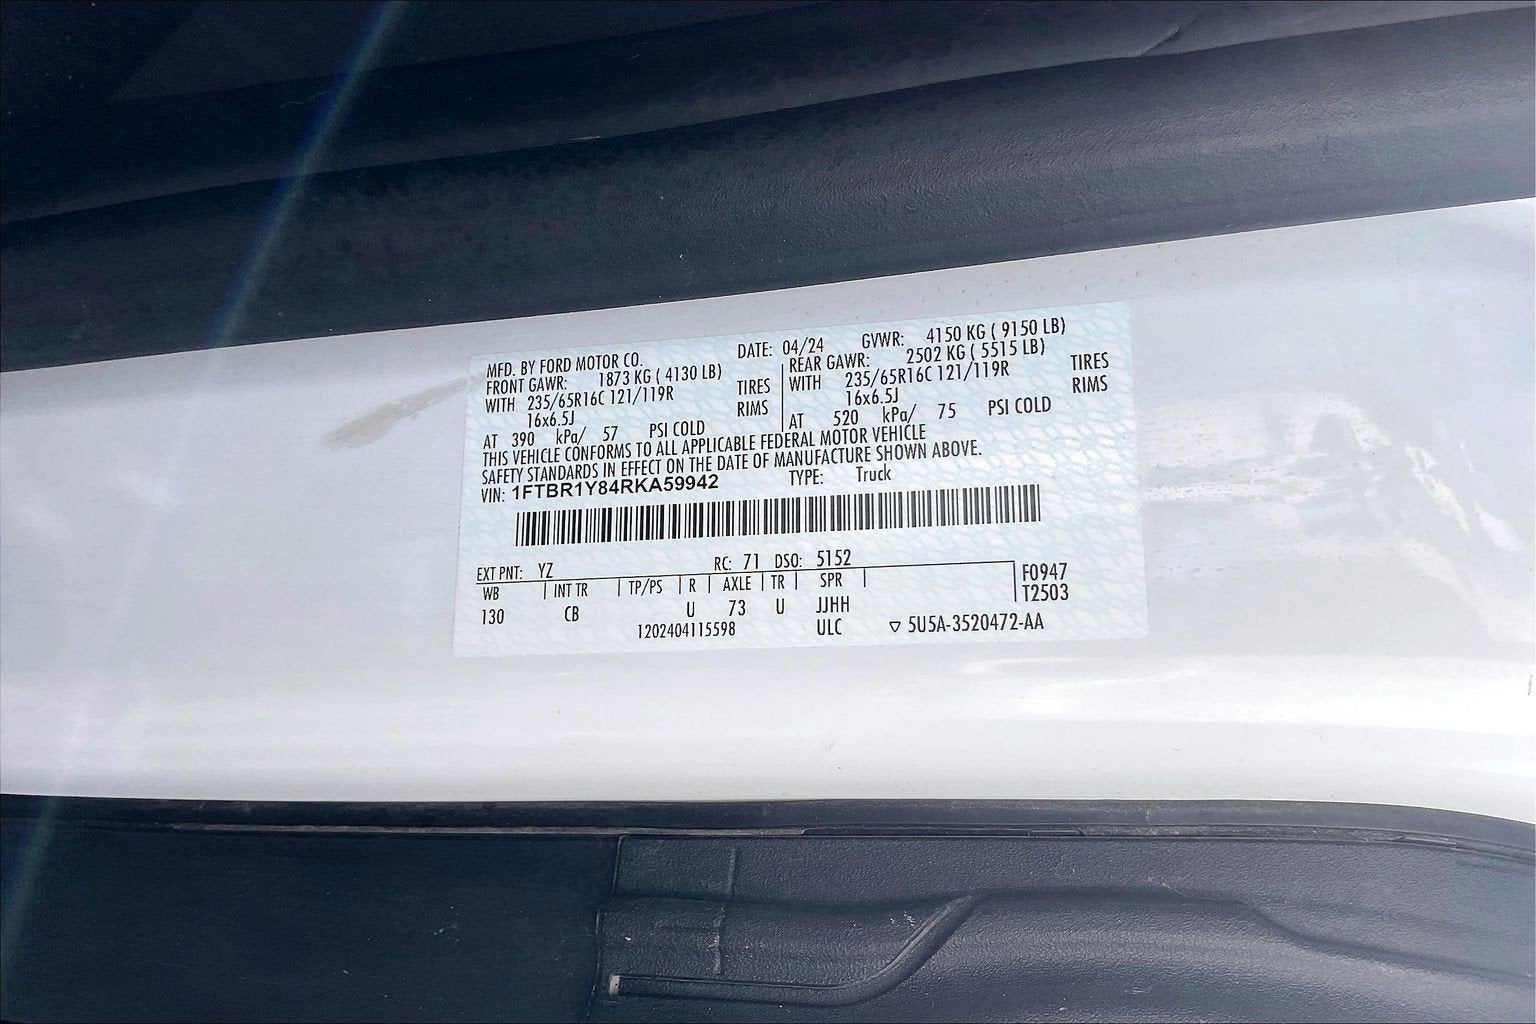 MFD. BY FORD MOTOR CO. DATE: 04/24 GVWR: 4150 KG ( 9150 LB)
FRONT GAWR: 1873 KG ( 4130 LB) REAR GAWR: 2502 KG ( 5515 LB)
WITH 235/65R16C 121/119R TIRES WITH 235/65R16C 121/119R TIRES
16x6.5J RIMS 16x6.5J RIMS
AT 390 kPa/ 57 PSI COLD AT 520 kPa/ 75 PSI COLD
THIS VEHICLE CONFORMS TO ALL APPLICABLE FEDERAL MOTOR VEHICLE
SAFETY STANDARDS IN EFFECT ON THE DATE OF MANUFACTURE SHOWN ABOVE.
VIN: 1FTBR1Y84RKA59942 TYPE: Truck
EXT PNT: YZ RC: 71 DSO: 5152
WB INT TR TP/PS R AXLE TR SPR F0947
130 CB U 73 U JJHH T2503
1202404115598 ULC ▽ 5U5A-3520472-AA